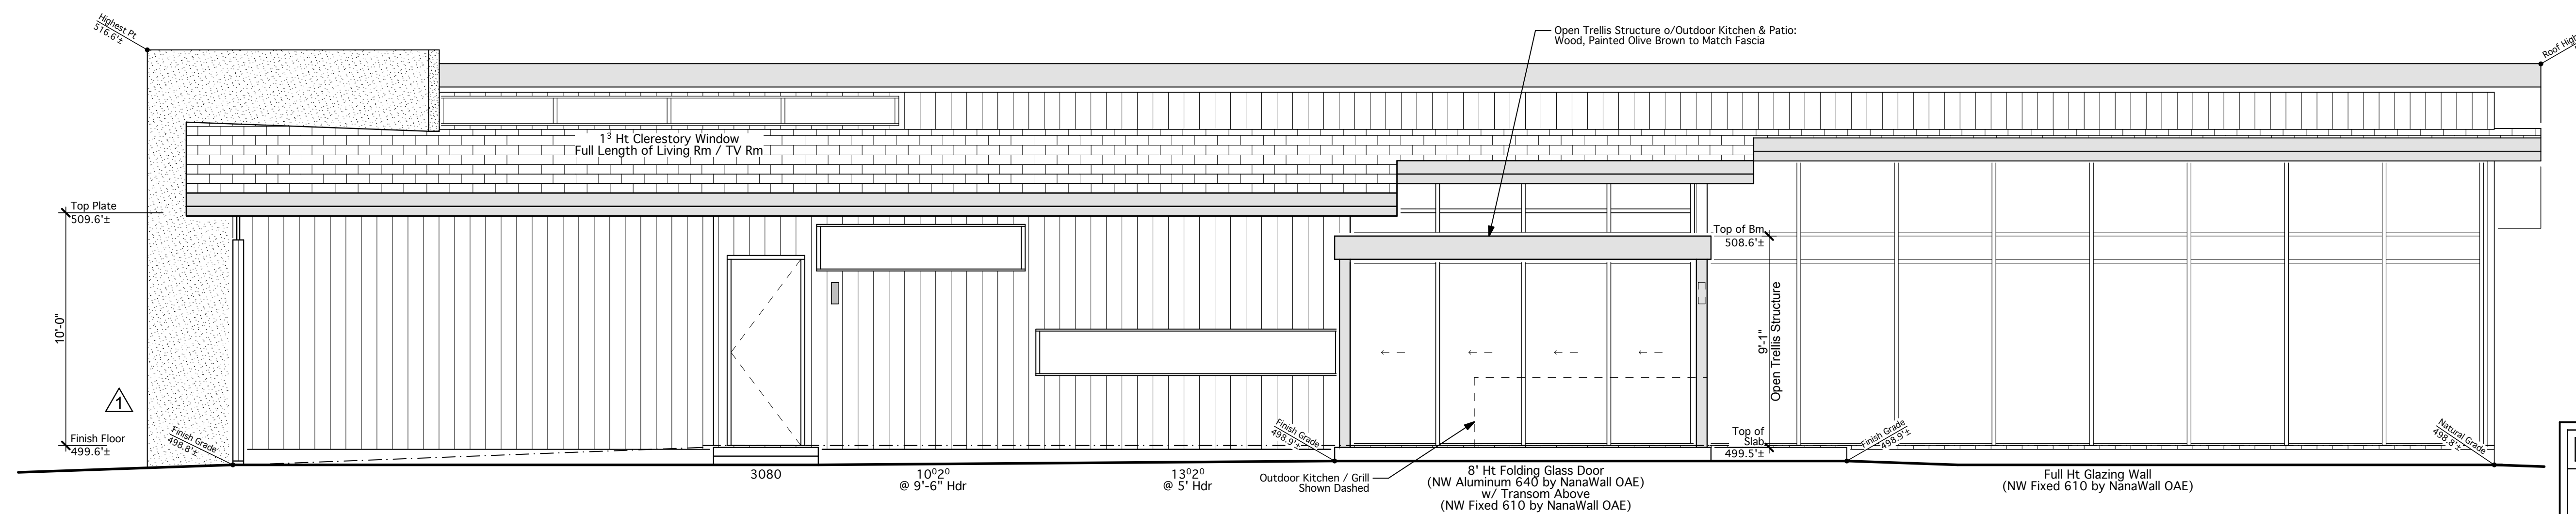 Highest Pt
516.6'±
Open Trellis Structure o/Outdoor Kitchen & Patio:
Wood, Painted Olive Brown to Match Fascia
Roof High
1³ Ht Clerestory Window
Full Length of Living Rm / TV Rm
Top Plate
509.6'±
10'-0"
1
Finish Floor
499.6'±
Finish Grade
498.8'±
Top of Bm
508.6'±
9'-1"
Open Trellis Structure
Top of
Slab
499.5'±
Finish Grade
498.9'±
Finish Grade
498.9'±
Natural Grade
498.8'±
3080
10⁰2⁰
@ 9'-6" Hdr
13⁰2⁰
@ 5' Hdr
Outdoor Kitchen / Grill
Shown Dashed
8' Ht Folding Glass Door
(NW Aluminum 640 by NanaWall OAE)
w/ Transom Above
(NW Fixed 610 by NanaWall OAE)
Full Ht Glazing Wall
(NW Fixed 610 by NanaWall OAE)